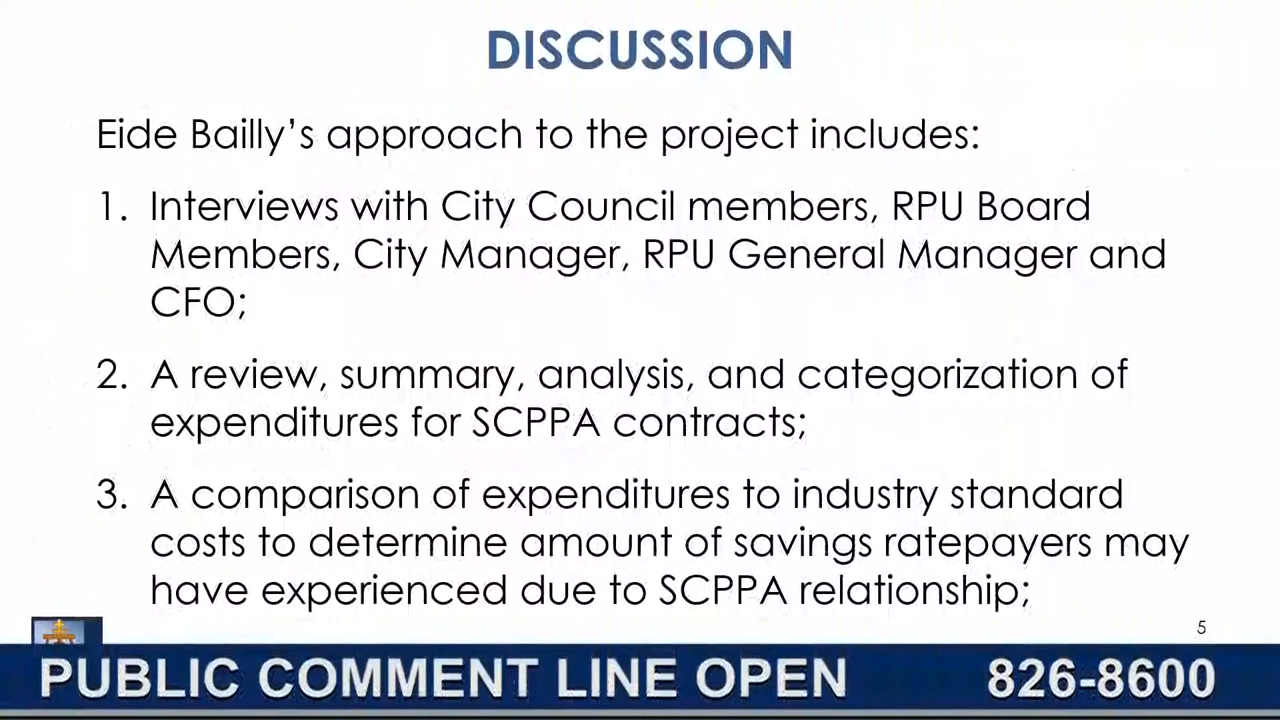 DISCUSSION
Eide Bailly’s approach to the project includes:
1. Interviews with City Council members, RPU Board
Members, City Manager, RPU General Manager and
CFO;
2. A review, summary, analysis, and categorization of
expenditures for SCPPA contracts;
3. A comparison of expenditures to industry standard
costs to determine amount of savings ratepayers may
have experienced due to SCPPA relationship;
5
PUBLIC COMMENT LINE OPEN 826-8600